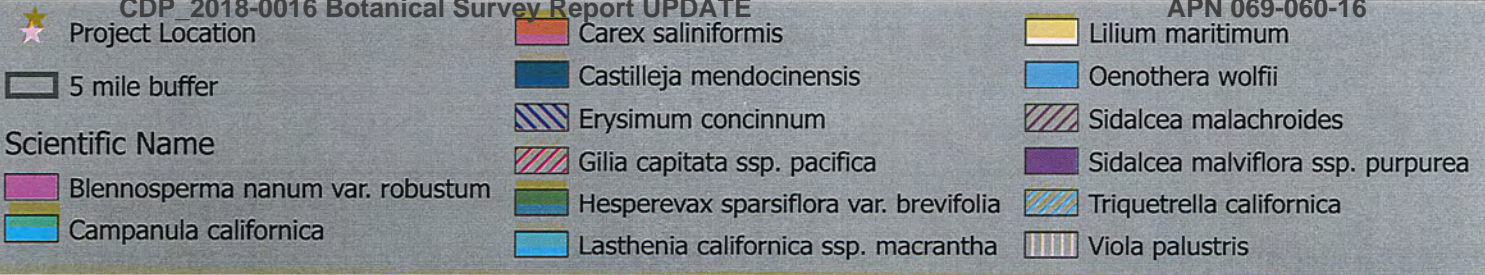 CDP_2018-0016 Botanical Survey Report UPDATE
APN 069-060-16
Project Location
5 mile buffer
Scientific Name
Blennosperma nanum var. robustum
Campanula californica
Carex saliniformis
Castilleja mendocinensis
Erysimum concinnum
Gilia capitata ssp. pacifica
Hesperevax sparsiflora var. brevifolia
Lasthenia californica ssp. macrantha
Lilium maritimum
Oenothera wolfii
Sidalcea malachroides
Sidalcea malviflora ssp. purpurea
Triquetrella californica
Viola palustris